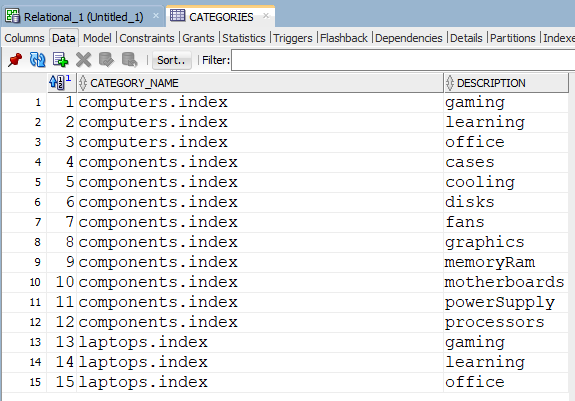 Relational_1 (Untitled_1) CATEGORIES
Columns Data Model Constraints Grants Statistics Triggers Flashback Dependencies Details Partitions Indexe
Sort.. Filter:
CATEGORY_NAME DESCRIPTION
1 1 computers.index gaming
2 2 computers.index learning
3 3 computers.index office
4 4 components.index cases
5 5 components.index cooling
6 6 components.index disks
7 7 components.index fans
8 8 components.index graphics
9 9 components.index memoryRam
10 10 components.index motherboards
11 11 components.index powerSupply
12 12 components.index processors
13 13 laptops.index gaming
14 14 laptops.index learning
15 15 laptops.index office